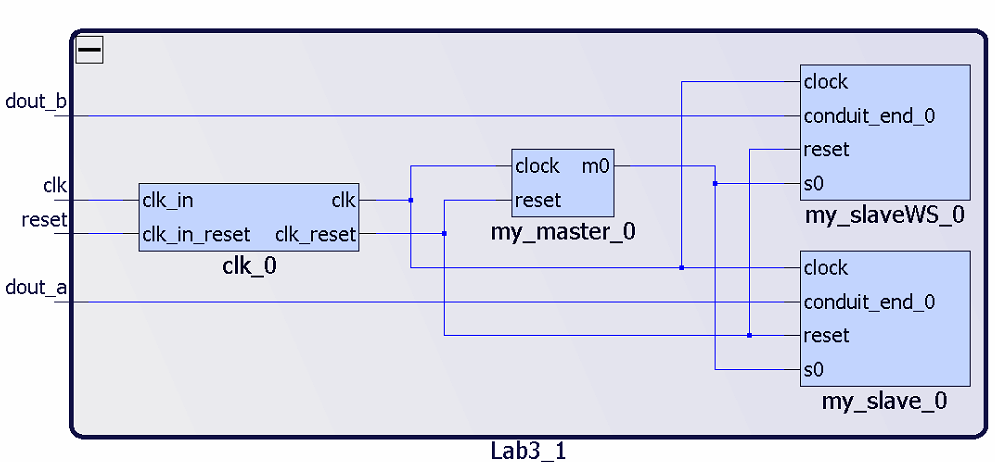 dout_b
clk
reset
dout_a
clk_in
clk
clk_in_reset
clk_reset
clk_0
clock
m0
reset
my_master_0
clock
conduit_end_0
reset
s0
my_slaveWS_0
clock
conduit_end_0
reset
s0
my_slave_0
Lab3_1